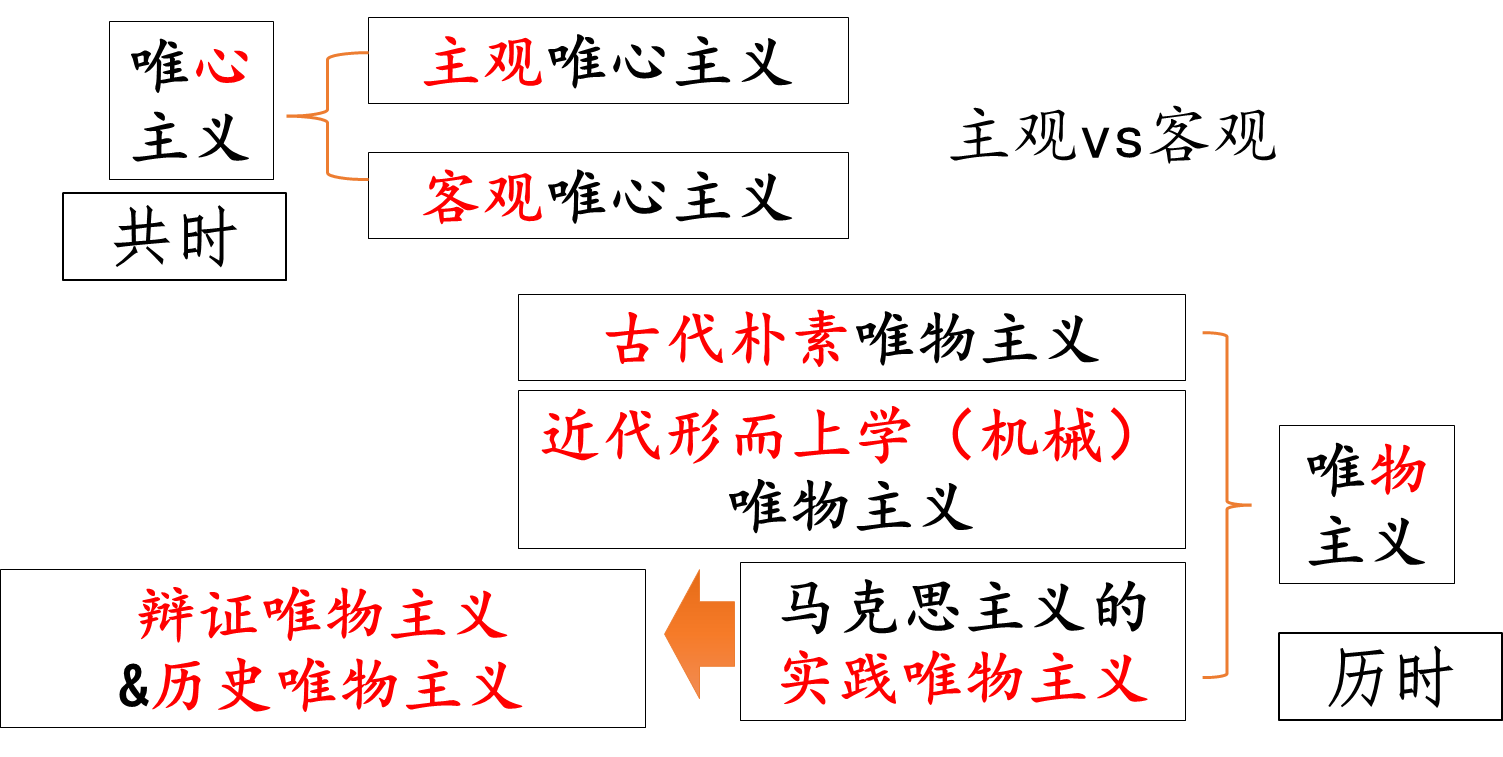 唯心
主义
主观唯心主义
客观唯心主义
主观vs客观
共时
古代朴素唯物主义
近代形而上学（机械）
唯物主义
马克思主义的
实践唯物主义
辩证唯物主义
&历史唯物主义
唯物
主义
历时